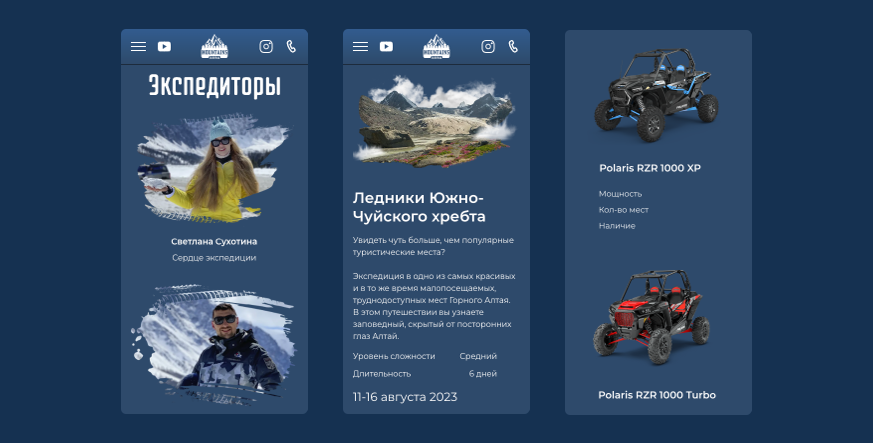 MOUNTAINS
Экспедиторы
Светлана Сухотина
Сердце экспедиции
MOUNTAINS
Ледники Южно-
Чуйского хребта
Увидеть чуть больше, чем популярные
туристические места?
Экспедиция в одно из самых красивых
и в то же время малопосещаемых,
труднодоступных мест Горного Алтая.
В этом путешествии вы узнаете
заповедный, скрытый от посторонних
глаз Алтай.
Уровень сложности Средний
Длительность 6 дней
11-16 августа 2023
Polaris RZR 1000 XP
Мощность
Кол-во мест
Наличие
Polaris RZR 1000 Turbo